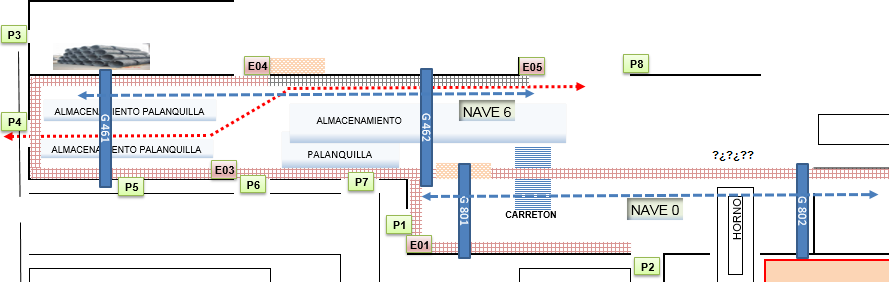 P3
E04
E05
P8
G 461
G 462
NAVE 6
ALMACENAMIENTO PALANQUILLA
ALMACENAMIENTO
P4
ALMACENAMIENTO PALANQUILLA
PALANQUILLA
?¿?¿??
E03
P5
P6
P7
G 801
CARRETON
NAVE 0
HORNO
G 802
P1
E01
P2